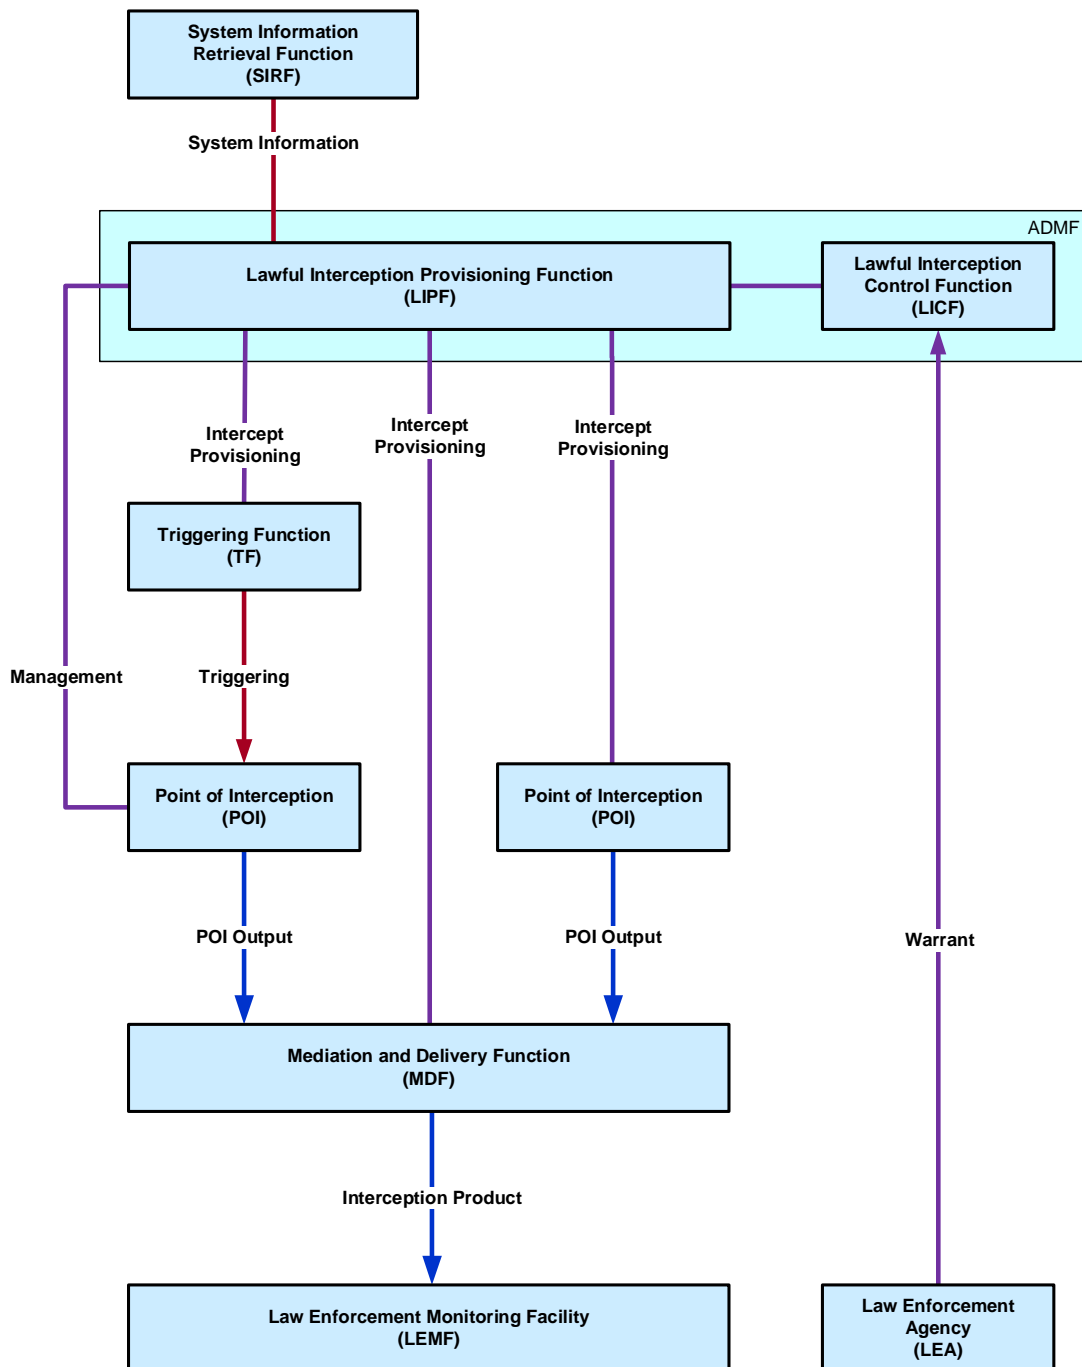 System Information
Retrieval Function
(SIRF)
System Information
ADMF
Lawful Interception Provisioning Function
(LIPF)
Lawful Interception
Control Function
(LICF)
Intercept
Provisioning
Intercept
Provisioning
Intercept
Provisioning
Triggering Function
(TF)
Management
Triggering
Point of Interception
(POI)
Point of Interception
(POI)
POI Output
POI Output
Warrant
Mediation and Delivery Function
(MDF)
Interception Product
Law Enforcement Monitoring Facility
(LEMF)
Law Enforcement
Agency
(LEA)